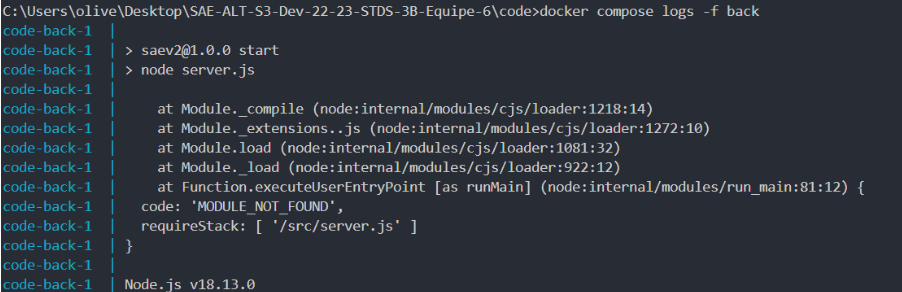 C:\Users\olive\Desktop\SAE-ALT-S3-Dev-22-23-STDS-3B-Equipe-6\code>docker compose logs -f back
code-back-1  |
code-back-1  | > saev2@1.0.0 start
code-back-1  | > node server.js
code-back-1  |
code-back-1  |     at Module._compile (node:internal/modules/cjs/loader:1218:14)
code-back-1  |     at Module._extensions..js (node:internal/modules/cjs/loader:1272:10)
code-back-1  |     at Module.load (node:internal/modules/cjs/loader:1081:32)
code-back-1  |     at Module._load (node:internal/modules/cjs/loader:922:12)
code-back-1  |     at Function.executeUserEntryPoint [as runMain] (node:internal/modules/run_main:81:12) {
code-back-1  |   code: 'MODULE_NOT_FOUND',
code-back-1  |   requireStack: [ '/src/server.js' ]
code-back-1  | }
code-back-1  |
code-back-1  | Node.js v18.13.0